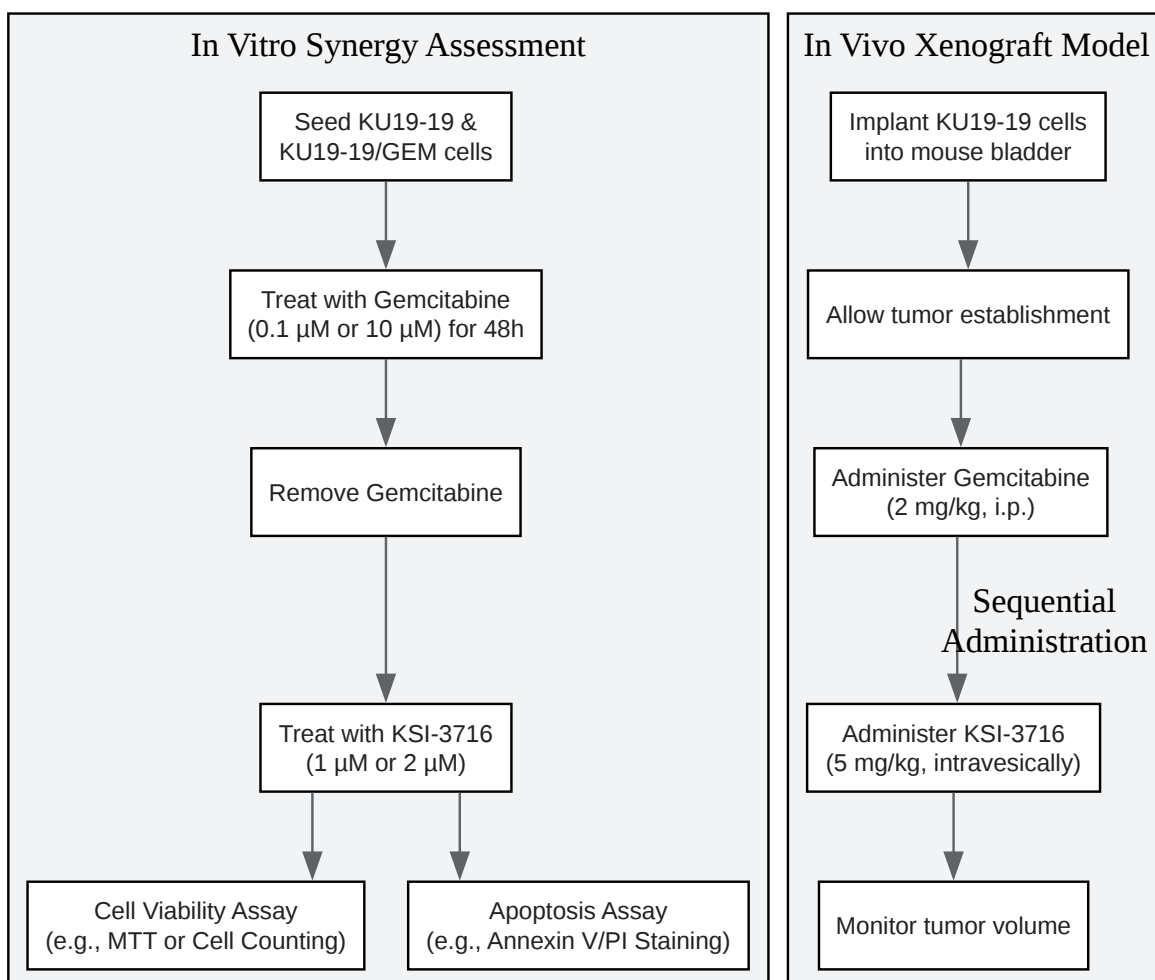 In Vitro Synergy Assessment
Seed KU19-19 &
KU19-19/GEM cells
Treat with Gemcitabine
(0.1 µM or 10 µM) for 48h
Remove Gemcitabine
Treat with KSI-3716
(1 µM or 2 µM)
Cell Viability Assay
(e.g., MTT or Cell Counting)
Apoptosis Assay
(e.g., Annexin V/PI Staining)
In Vivo Xenograft Model
Implant KU19-19 cells
into mouse bladder
Allow tumor establishment
Administer Gemcitabine
(2 mg/kg, i.p.)
Sequential
Administration
Administer KSI-3716
(5 mg/kg, intravesically)
Monitor tumor volume